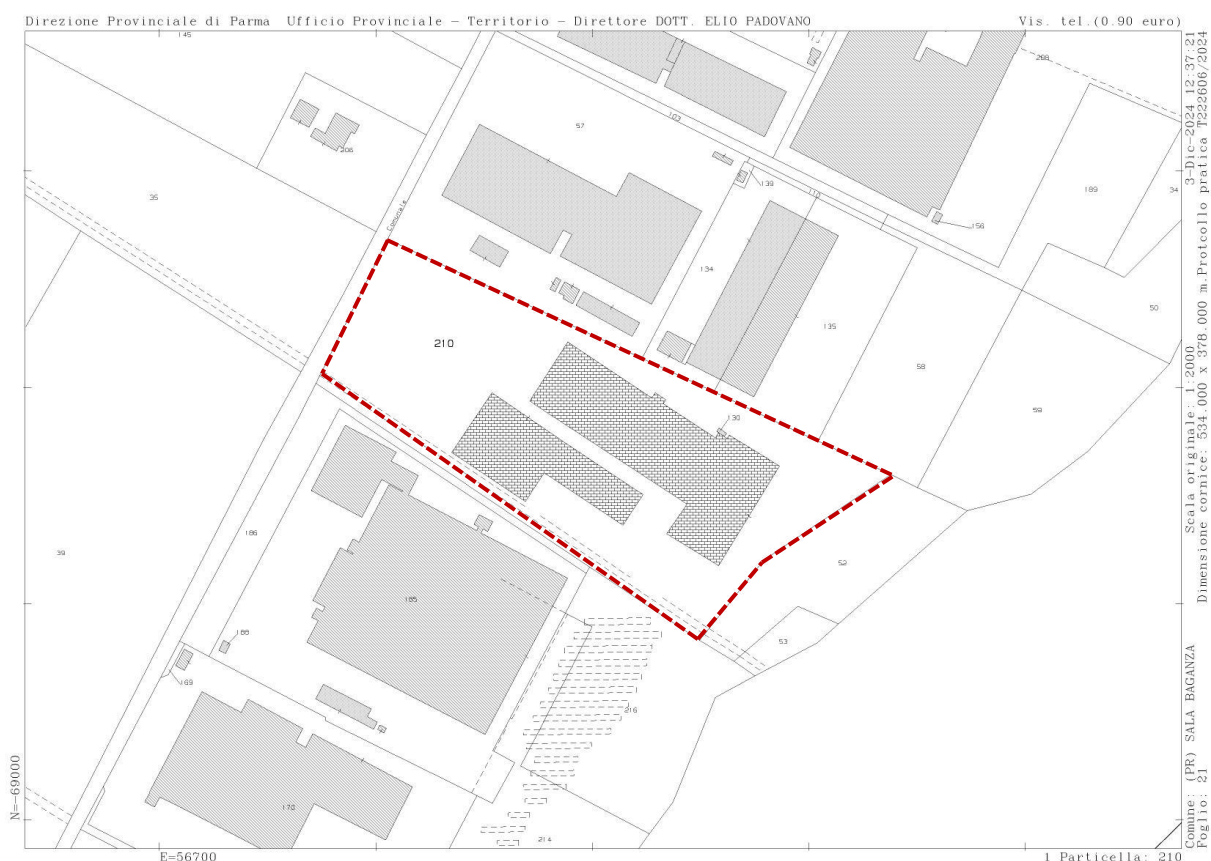 Direzione Provinciale di Parma Ufficio Provinciale - Territorio - Direttore DOTT. ELIO PADOVANO
Vis. tel.(0.90 euro)
145
208
103
57
206
139
110
189
34
35
Comunale
156
134
50
135
210
58
59
130
186
39
52
185
53
188
169
216
170
214
N=-69000
E=56700
1 Particella: 210
3-Dic-2024 12:37:21
Protcollo pratica T222606/2024
Scala originale: 1:2000
Dimensione cornice: 534.000 x 378.000 m.
Comune: (PR) SALA BAGANZA
Foglio: 21